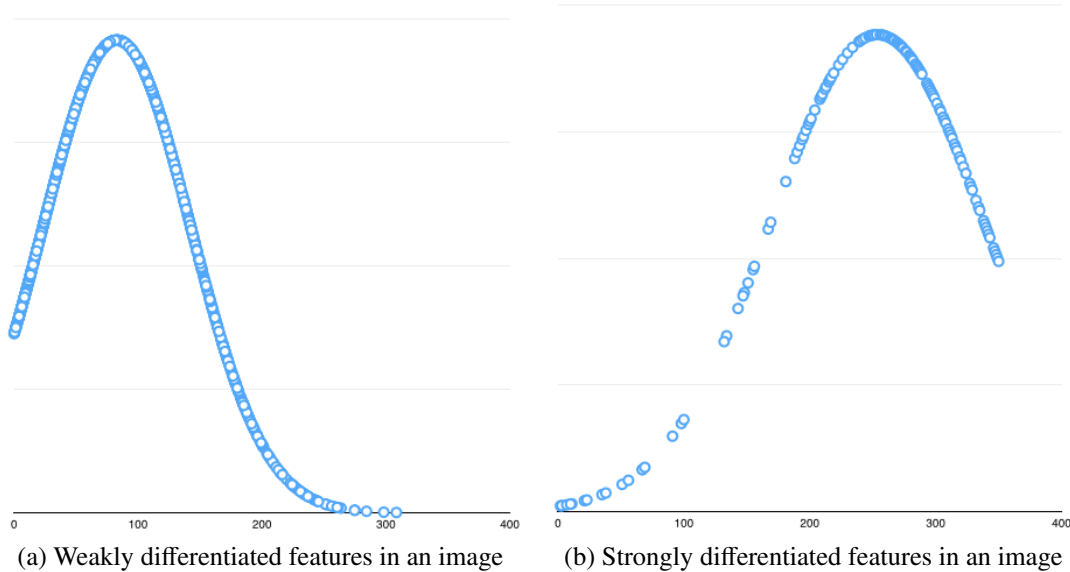 0 100 200 300 400
0 100 200 300 400
(a) Weakly differentiated features in an image
(b) Strongly differentiated features in an image